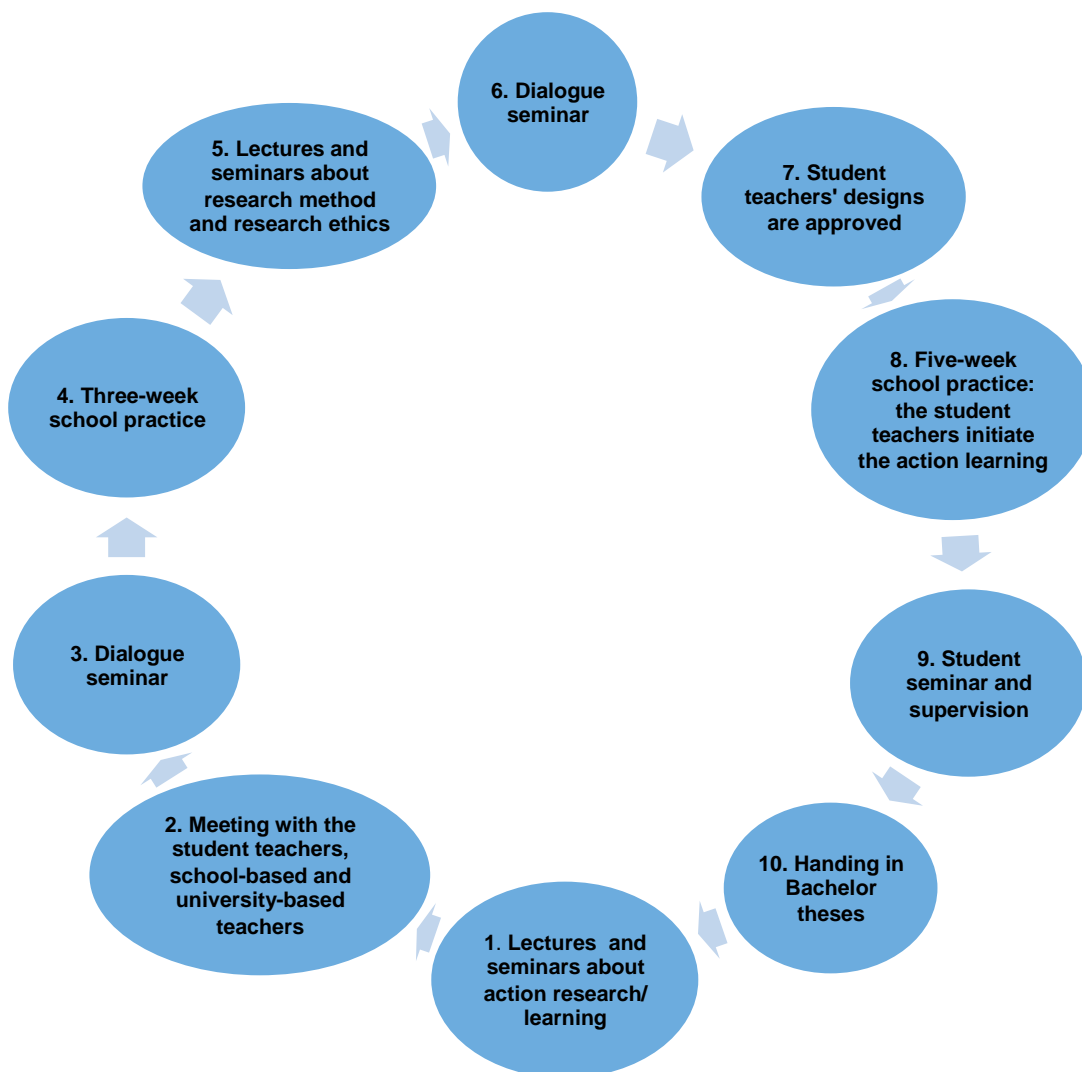 6. Dialogue
seminar
5. Lectures and
seminars about
research method
and research ethics
7. Student
teachers' designs
are approved
4. Three-week
school practice
8. Five-week
school practice:
the student
teachers initiate
the action learning
3. Dialogue
seminar
9. Student
seminar and
supervision
2. Meeting with the
student teachers,
school-based and
university-based
teachers
10. Handing in
Bachelor
theses
1. Lectures and
seminars about
action research/
learning